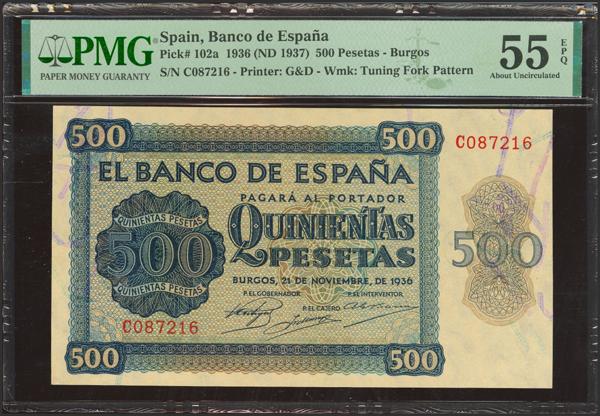 PMG
PAPER MONEY GUARANTY
Spain, Banco de España
Pick# 102a 1936 (ND 1937) 500 Pesetas - Burgos
S/N C087216 - Printer: G&D - Wmk: Tuning Fork Pattern
55 EPQ
About Uncirculated
500 500
C087216
EL BANCO DE ESPAÑA
PAGARÁ AL PORTADOR
QUINIENTAS PESETAS
500
QUINIENTAS PESETAS
QUINIENTAS
PESETAS
500
BURGOS, 21 DE NOVIEMBRE, DE 1936
P. EL GOBERNADOR P. EL INTERVENTOR
P. EL CAJERO
C087216
500 500